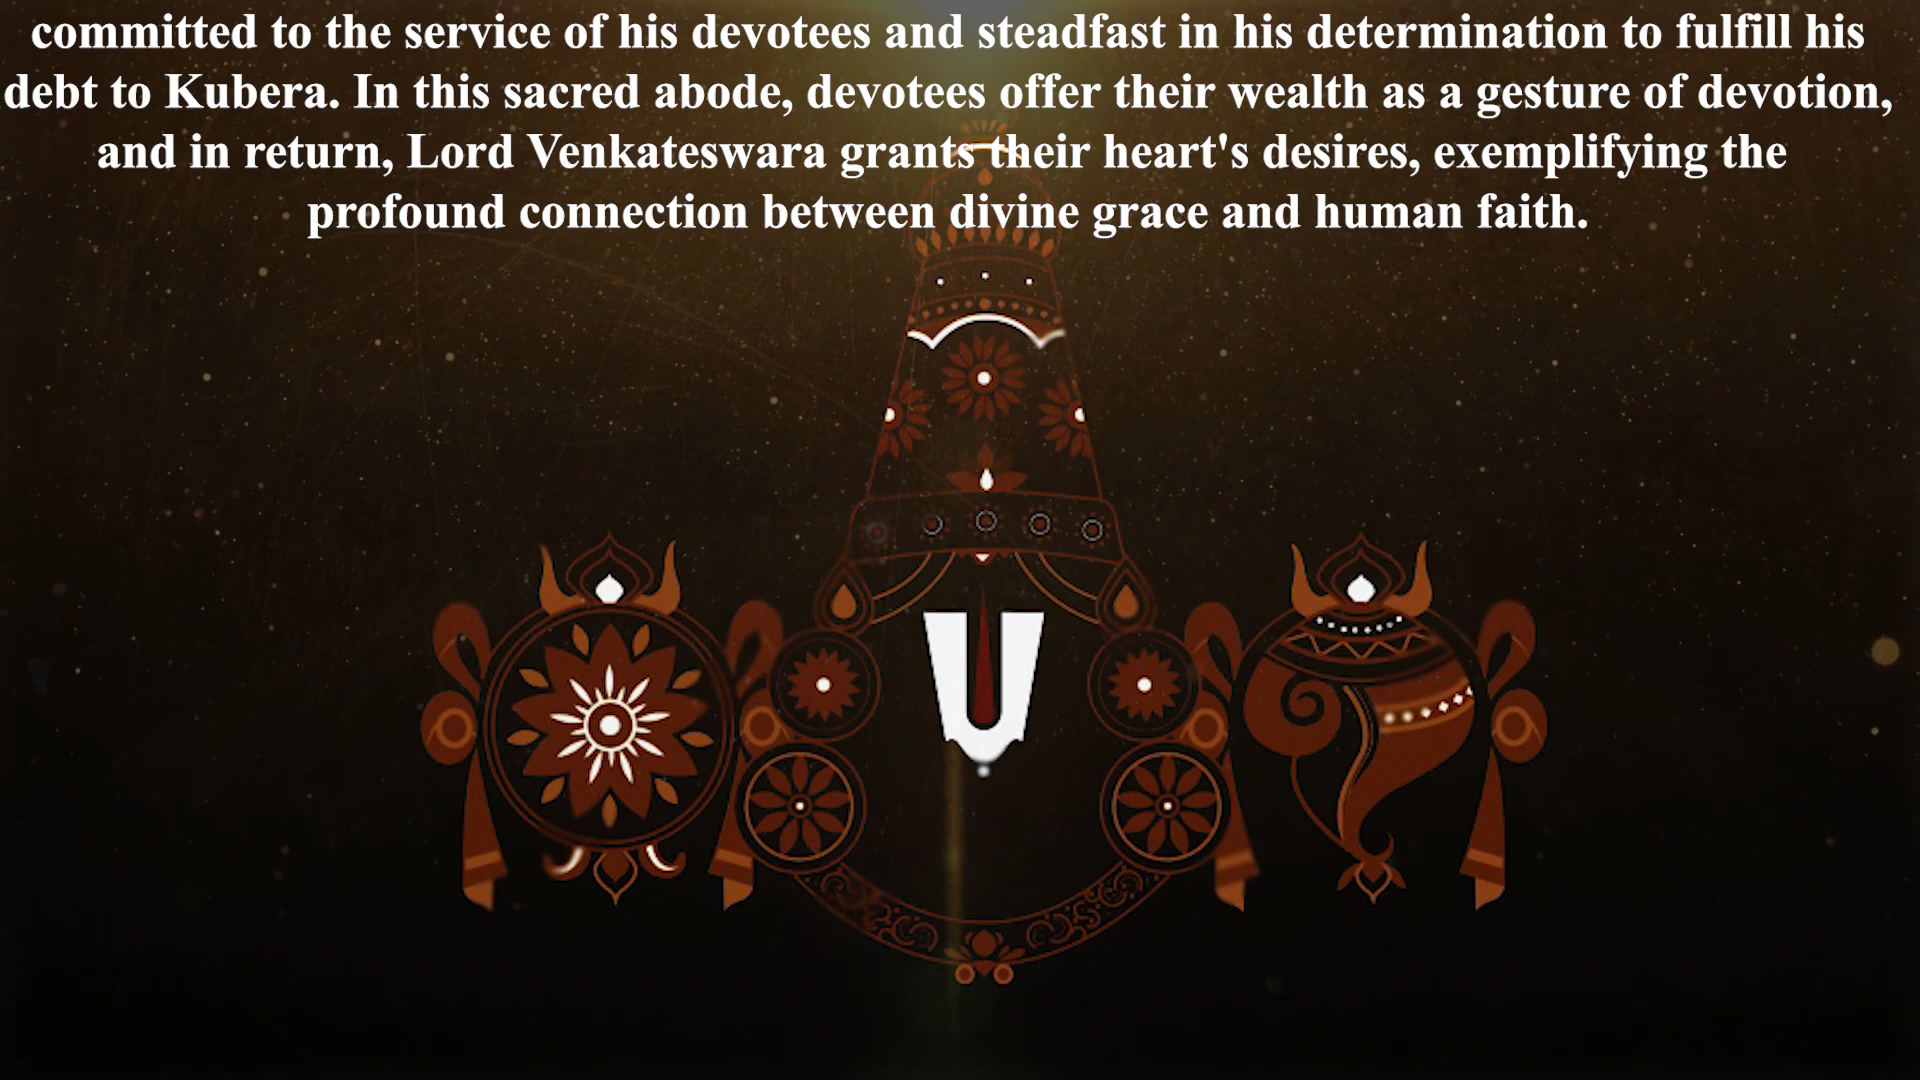 committed to the service of his devotees and steadfast in his determination to fulfill his
debt to Kubera. In this sacred abode, devotees offer their wealth as a gesture of devotion,
and in return, Lord Venkateswara grants their heart's desires, exemplifying the
profound connection between divine grace and human faith.